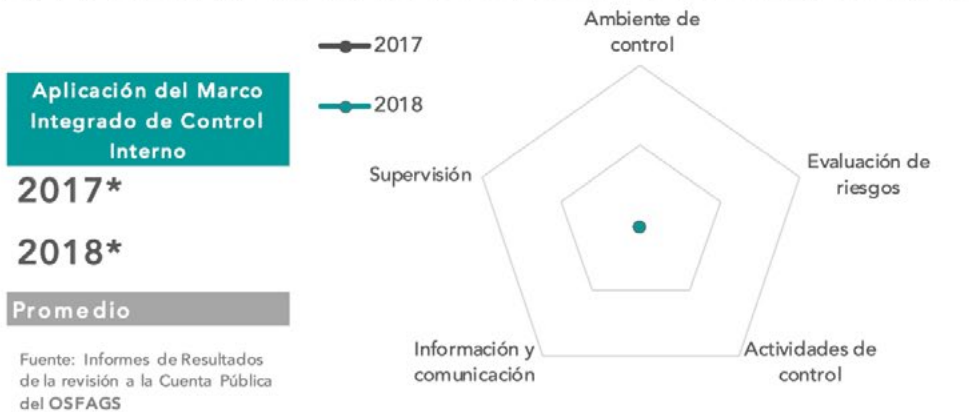 Aplicación del Marco
Integrado de Control
Interno
2017*
2018*
Promedio
Fuente: Informes de Resultados
de la revisión a la Cuenta Pública
del OSFAGS
2017
2018
Ambiente de
control
Evaluación de
riesgos
Actividades de
control
Información y
comunicación
Supervisión